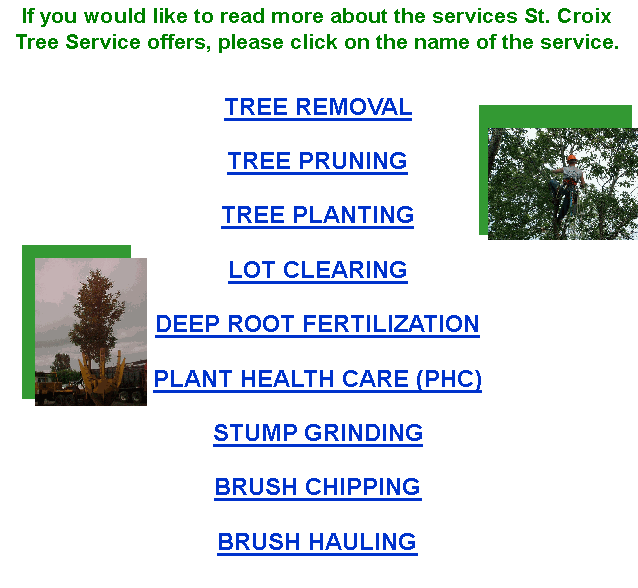 If you would like to read more about the services St. Croix
Tree Service offers, please click on the name of the service.
TREE REMOVAL
TREE PRUNING
TREE PLANTING
LOT CLEARING
DEEP ROOT FERTILIZATION
PLANT HEALTH CARE (PHC)
STUMP GRINDING
BRUSH CHIPPING
BRUSH HAULING